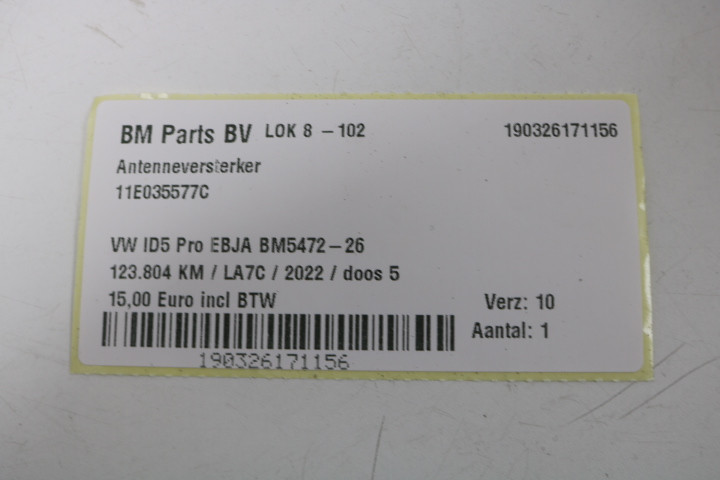 BM Parts BV LOK 8 - 102 190326171156
Antenneversterker
11E035577C
VW ID5 Pro EBJA BM5472-26
123.804 KM / LA7C / 2022 / doos 5
15,00 Euro incl BTW Verz: 10
Aantal: 1
190326171156